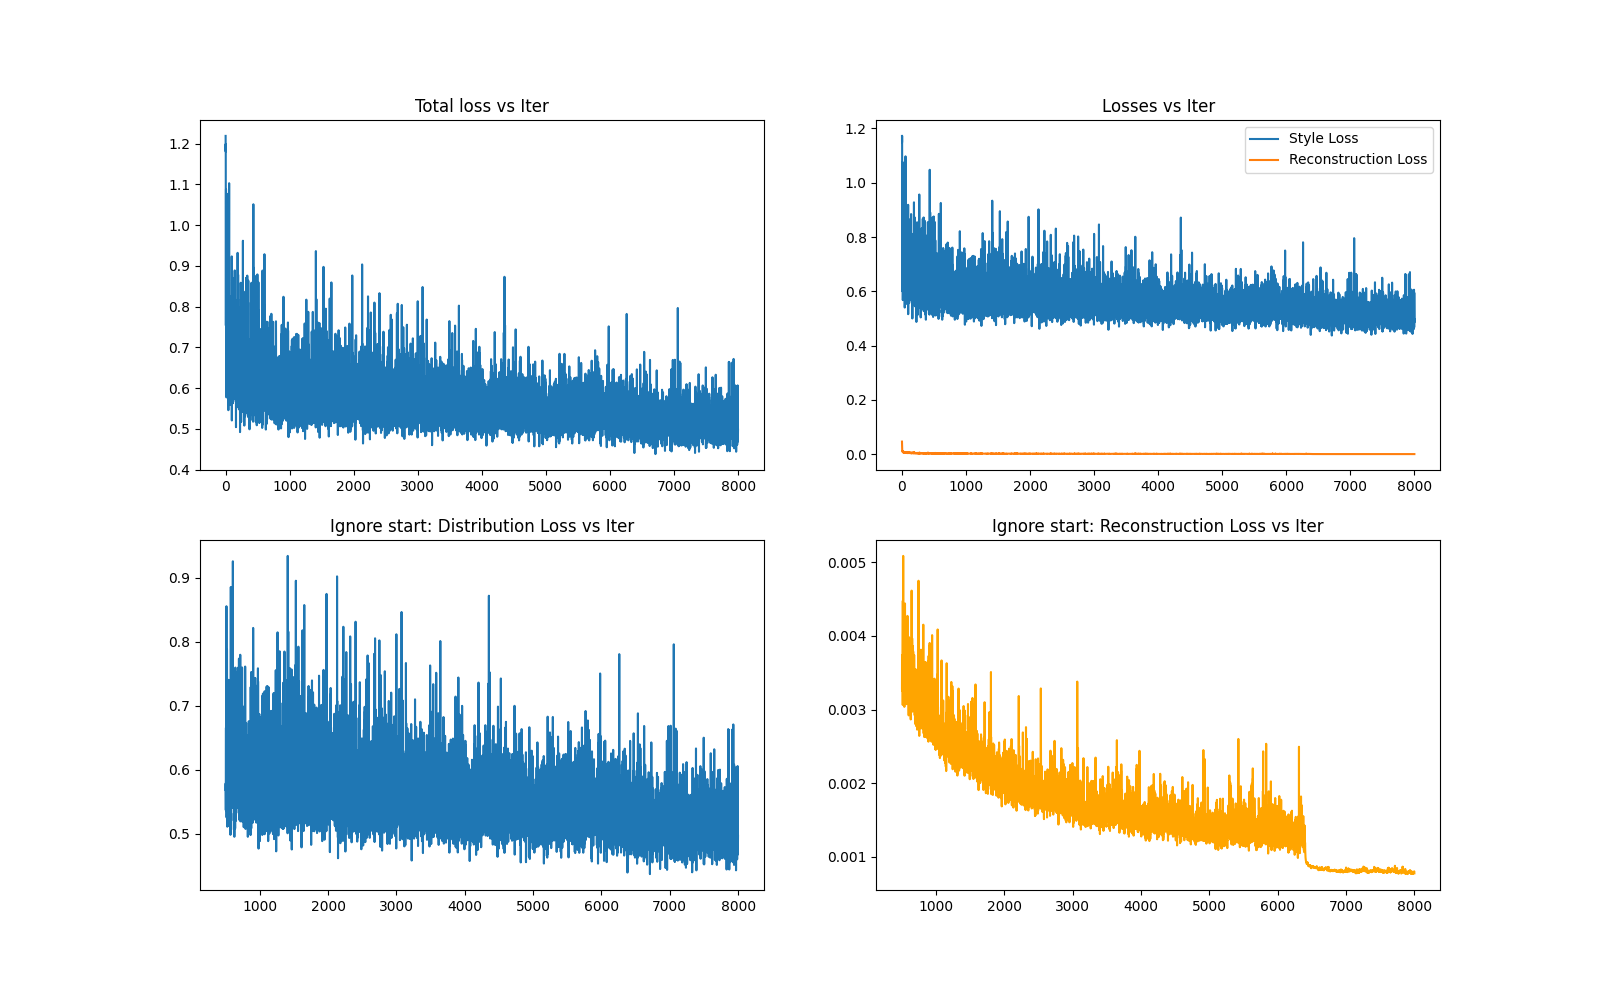 Total loss vs Iter
1.2
1.1
1.0
0.9
0.8
0.7
0.6
0.5
0.4
0 1000 2000 3000 4000 5000 6000 7000 8000
Losses vs Iter
Style Loss
Reconstruction Loss
1.2
1.0
0.8
0.6
0.4
0.2
0.0
0 1000 2000 3000 4000 5000 6000 7000 8000
Ignore start: Distribution Loss vs Iter
0.9
0.8
0.7
0.6
0.5
1000 2000 3000 4000 5000 6000 7000 8000
Ignore start: Reconstruction Loss vs Iter
0.005
0.004
0.003
0.002
0.001
1000 2000 3000 4000 5000 6000 7000 8000